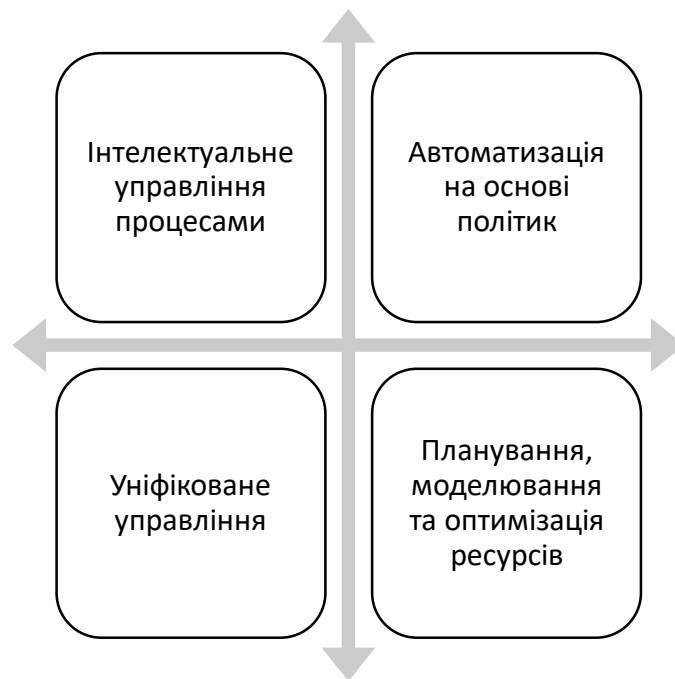 Інтелектуальне
управління
процесами
Автоматизація
на основі
політик
Уніфіковане
управління
Планування,
моделювання
та оптимізація
ресурсів